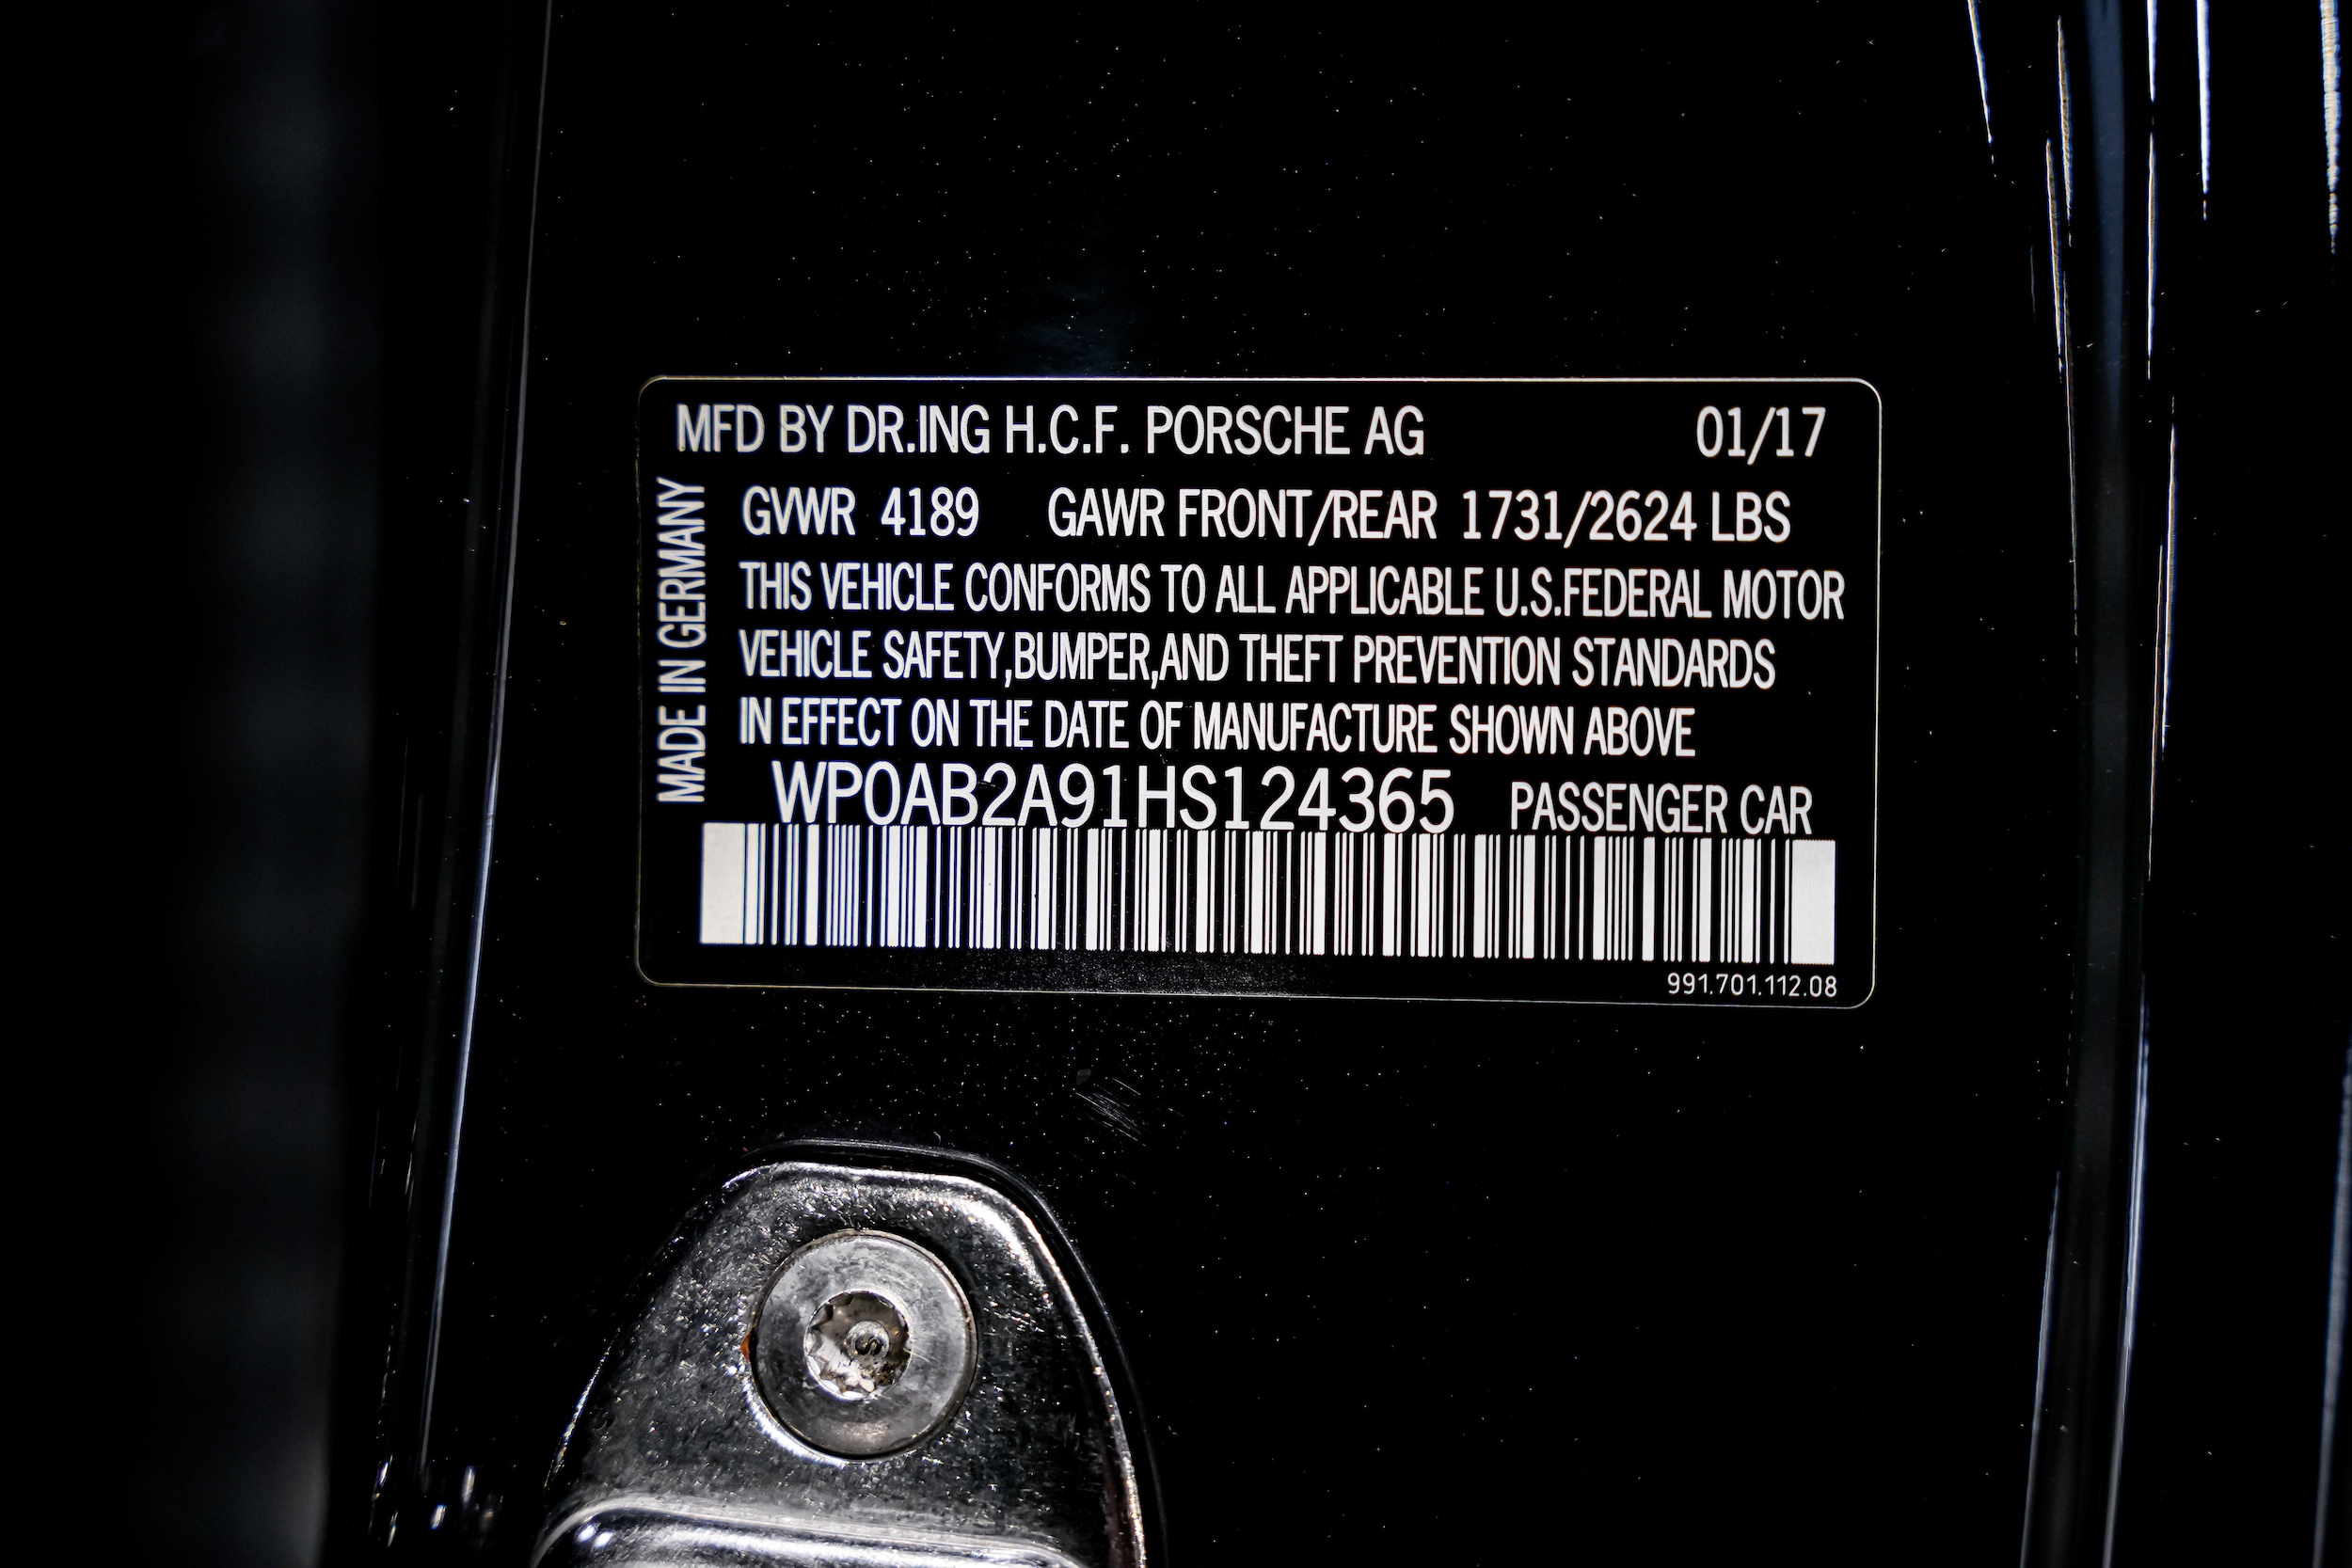 MFD BY DR.ING H.C.F. PORSCHE AG 01/17
MADE IN GERMANY
GVWR 4189 GAWR FRONT/REAR 1731/2624 LBS
THIS VEHICLE CONFORMS TO ALL APPLICABLE U.S.FEDERAL MOTOR
VEHICLE SAFETY,BUMPER,AND THEFT PREVENTION STANDARDS
IN EFFECT ON THE DATE OF MANUFACTURE SHOWN ABOVE
WP0AB2A91HS124365 PASSENGER CAR
991.701.112.08